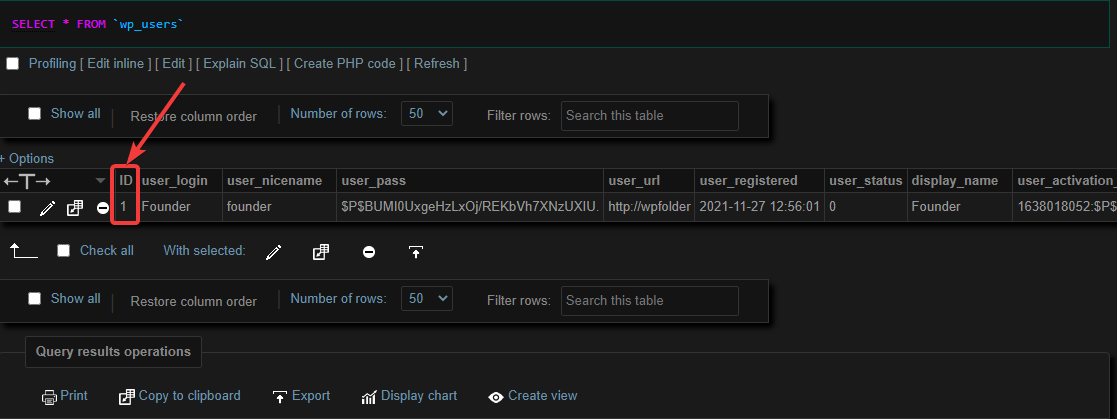 SELECT * FROM `wp_users`
Profiling [ Edit inline ] [ Edit ] [ Explain SQL ] [ Create PHP code ] [ Refresh ]
Show all Restore column order Number of rows: 50 Filter rows: Search this table
+ Options
ID user_login user_nicename user_pass user_url user_registered user_status display_name user_activation_
1 Founder founder $P$BUMI0UxgeHzLxOj/REKbVh7XNzUXIU. http://wpfolder 2021-11-27 12:56:01 0 Founder 1638018052:$P$
Check all With selected:
Show all Restore column order Number of rows: 50 Filter rows: Search this table
Query results operations
Print Copy to clipboard Export Display chart Create view